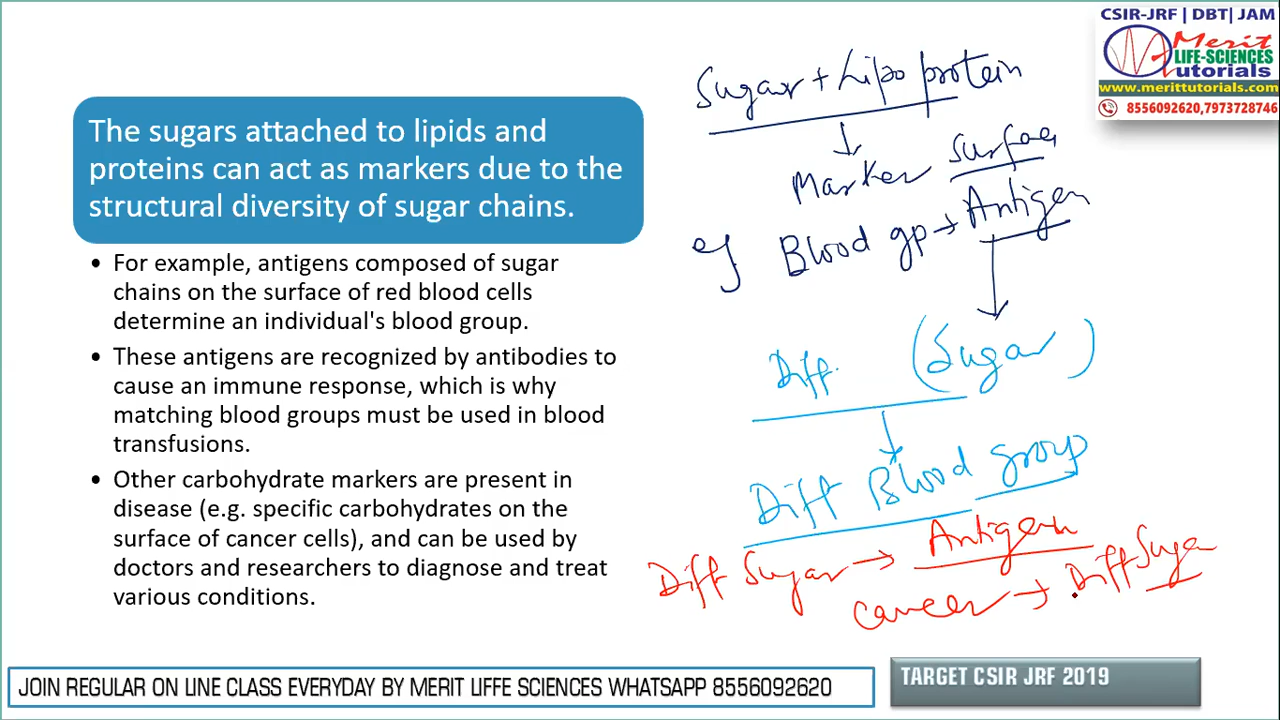 CSIR-JRF | DBT| JAM
Merit
LIFE-SCIENCES
utorials
www.merittutorials.com
8556092620,7973728746
The sugars attached to lipids and
proteins can act as markers due to the
structural diversity of sugar chains.
• For example, antigens composed of sugar
chains on the surface of red blood cells
determine an individual's blood group.
• These antigens are recognized by antibodies to
cause an immune response, which is why
matching blood groups must be used in blood
transfusions.
• Other carbohydrate markers are present in
disease (e.g. specific carbohydrates on the
surface of cancer cells), and can be used by
doctors and researchers to diagnose and treat
various conditions.
Sugar + Lipo protein
Marker Surface
eg Blood gp → Antigen
Diff. (Sugar)
Diff Blood group
Diff Sugar → Antigen
Cancer → Diff Sugar
JOIN REGULAR ON LINE CLASS EVERYDAY BY MERIT LIFFE SCIENCES WHATSAPP 8556092620
TARGET CSIR JRF 2019